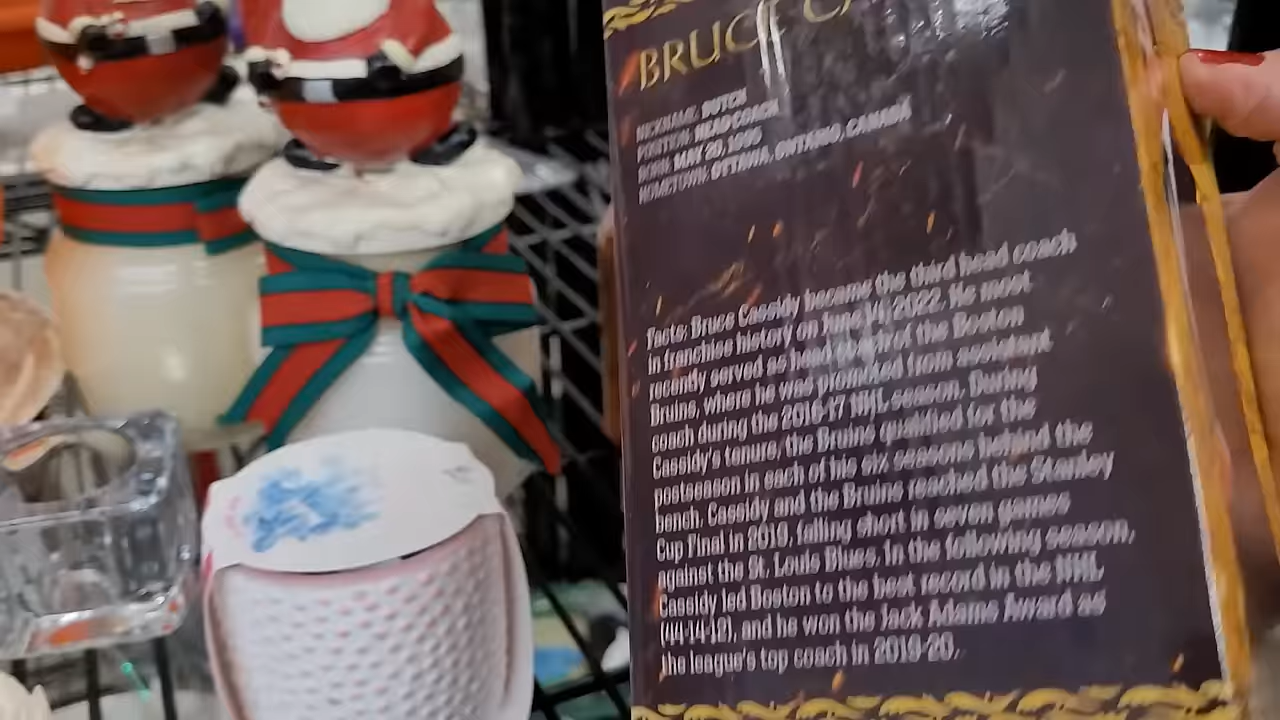 BRUCE CA
NICKNAME: BUTCH
POSITION: HEAD COACH
BORN: MAY 20, 1965
HOMETOWN: OTTAWA, ONTARIO, CANADA
Facts: Bruce Cassidy became the third head coach
in franchise history on June 14, 2022. He most
recently served as head coach of the Boston
Bruins, where he was promoted from assistant
coach during the 2016-17 NHL season. During
Cassidy's tenure, the Bruins qualified for the
postseason in each of his six seasons behind the
bench. Cassidy and the Bruins reached the Stanley
Cup Final in 2019, falling short in seven games
against the St. Louis Blues. In the following season,
Cassidy led Boston to the best record in the NHL
(44-14-12), and he won the Jack Adams Award as
the league's top coach in 2019-20.